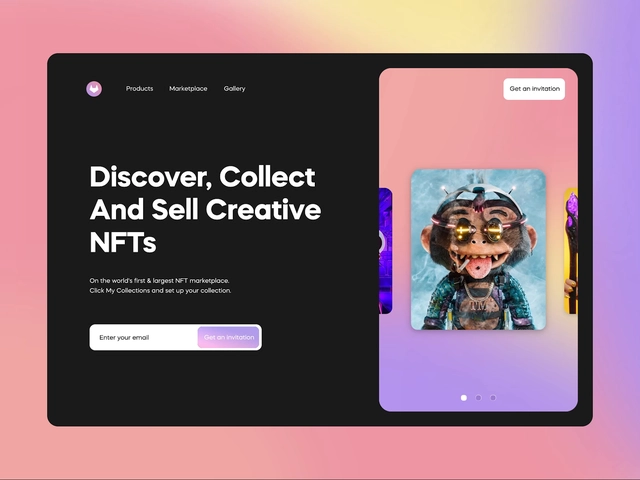 Products Marketplace Gallery
Get an invitation
Discover, Collect
And Sell Creative
NFTs
On the world's first & largest NFT marketplace.
Click My Collections and set up your collection.
Enter your email
Get an invitation